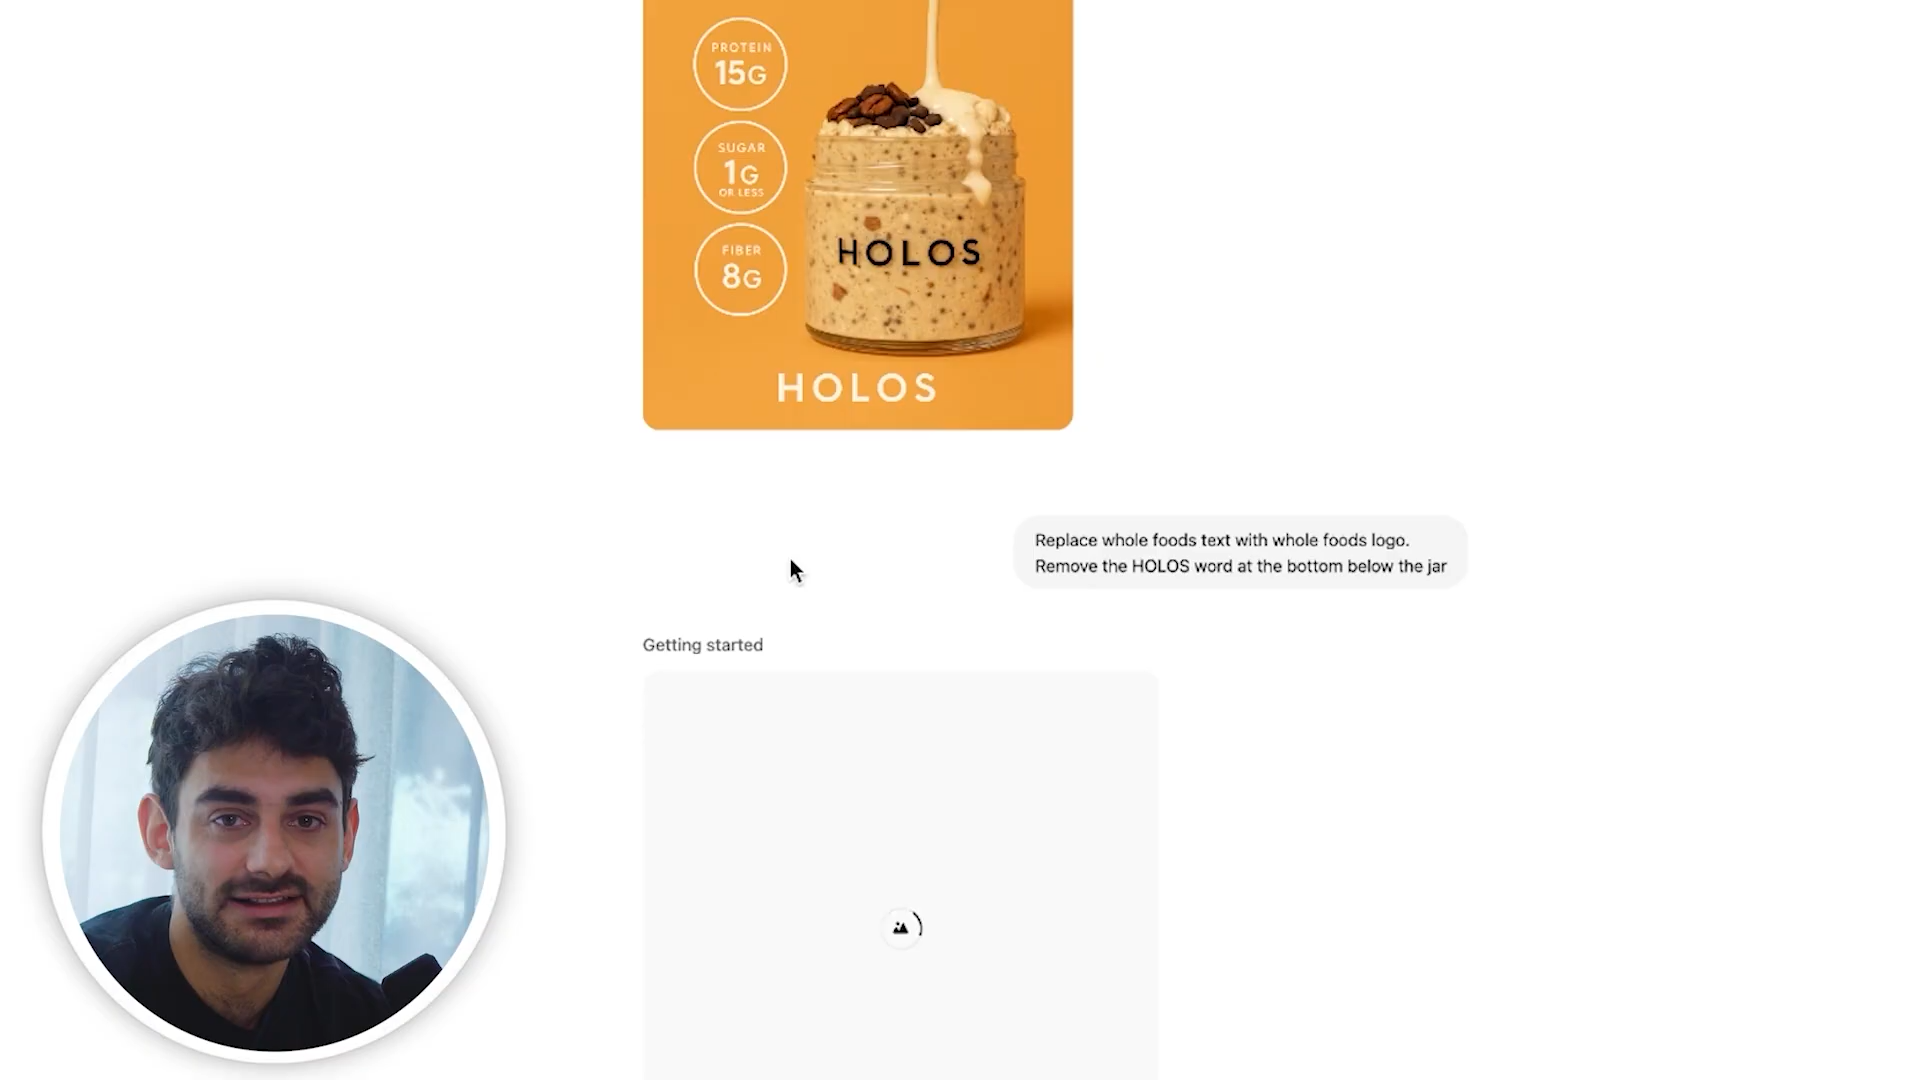 PROTEIN
15G
SUGAR
1G
OR LESS
FIBER
8G
HOLOS
HOLOS
Replace whole foods text with whole foods logo.
Remove the HOLOS word at the bottom below the jar
Getting started